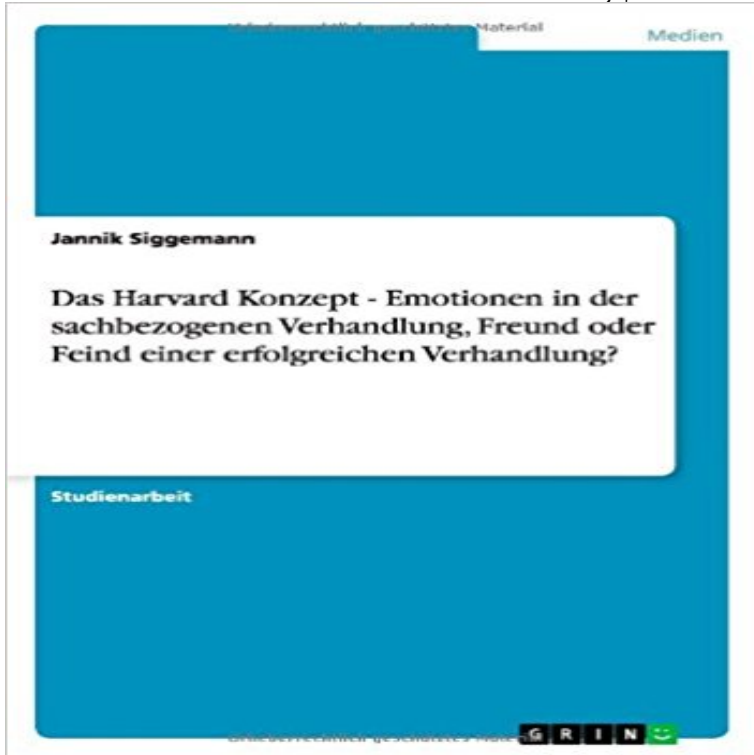 Material
Medien
Jannik Siggemann
Das Harvard Konzept - Emotionen in der
sachbezogenen Verhandlung, Freund oder
Feind einer erfolgreichen Verhandlung?
Studienarbeit
GRIN